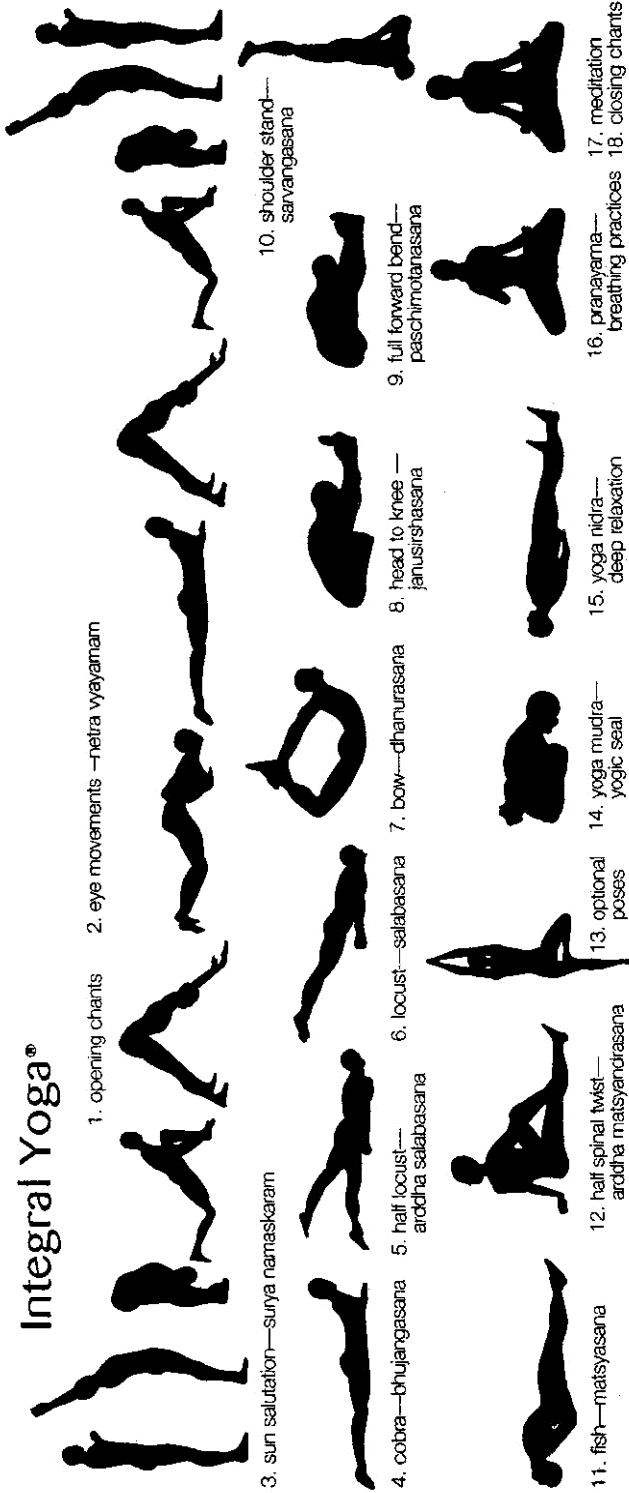 Integral Yoga®
1. opening chants
2. eye movements –netra vyayamam
3. sun salutation—surya namaskaram
4. cobra—bhujangasana
5. half locust—
arddha salabasana
6. locust—salabasana
7. bow—dhanurasana
8. head to knee —
janusirshasana
9. full forward bend—
paschimotanasana
10. shoulder stand—
sarvangasana
11. fish—matsyasana
12. half spinal twist—
arddha matsyandrasana
13. optional
poses
14. yoga mudra—
yogic seal
15. yoga nidra—
deep relaxation
16. pranayama—
breathing practices
17. meditation
18. closing chants